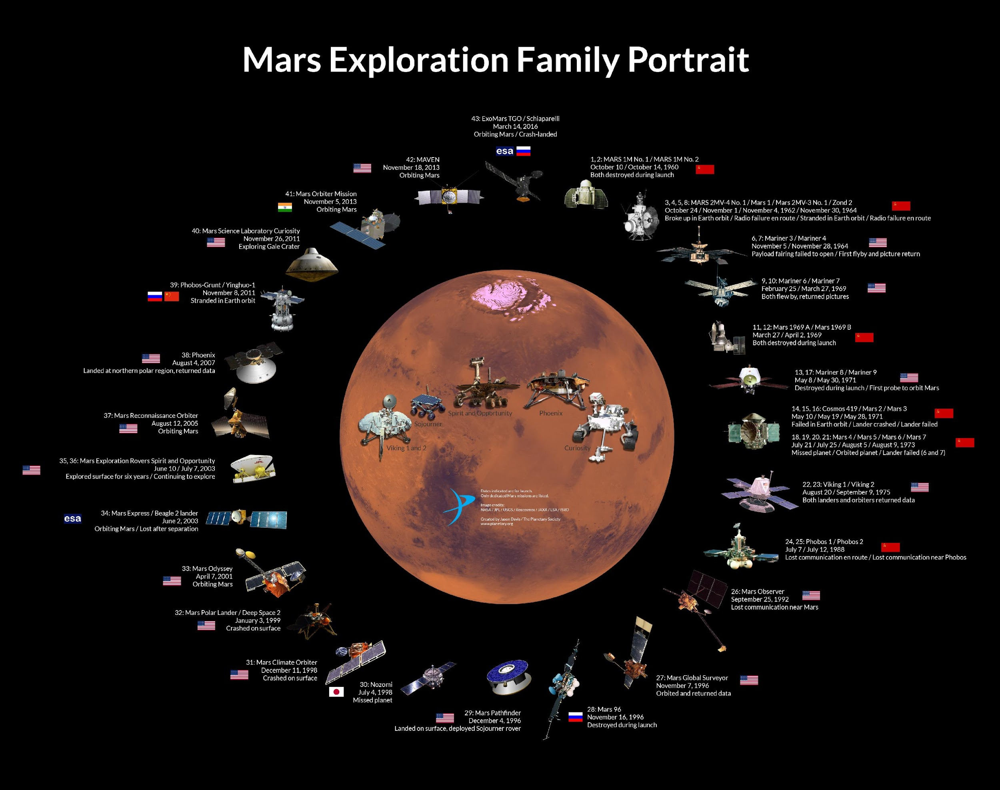 Mars Exploration Family Portrait
43: ExoMars TGO / Schiaparelli
March 14, 2016
Orbiting Mars / Crash-landed
esa
1, 2: MARS 1M No. 1 / MARS 1M No. 2
October 10 / October 14, 1960
Both destroyed during launch
3, 4, 5, 8: MARS 2MV-4 No. 1 / Mars 1 / Mars 2MV-3 No. 1 / Zond 2
October 24 / November 1 / November 4, 1962 / November 30, 1964
Broke up in Earth orbit / Radio failure en route / Stranded in Earth orbit / Radio failure en route
6, 7: Mariner 3 / Mariner 4
November 5 / November 28, 1964
Payload fairing failed to open / First flyby and picture return
9, 10: Mariner 6 / Mariner 7
February 25 / March 27, 1969
Both flew by, returned pictures
11, 12: Mars 1969 A / Mars 1969 B
March 27 / April 2, 1969
Both destroyed during launch
13, 17: Mariner 8 / Mariner 9
May 8 / May 30, 1971
Destroyed during launch / First probe to orbit Mars
14, 15, 16: Cosmos 419 / Mars 2 / Mars 3
May 10 / May 19 / May 28, 1971
Failed in Earth orbit / Lander crashed / Lander failed
18, 19, 20, 21: Mars 4 / Mars 5 / Mars 6 / Mars 7
July 21 / July 25 / August 5 / August 9, 1973
Missed planet / Orbited planet / Lander failed (6 and 7)
22, 23: Viking 1 / Viking 2
August 20 / September 9, 1975
Both landers and orbiters returned data
24, 25: Phobos 1 / Phobos 2
July 7 / July 12, 1988
Lost communication en route / Lost communication near Phobos
26: Mars Observer
September 25, 1992
Lost communication near Mars
27: Mars Global Surveyor
November 7, 1996
Orbited and returned data
28: Mars 96
November 16, 1996
Destroyed during launch
29: Mars Pathfinder
December 4, 1996
Landed on surface, deployed Sojourner rover
30: Nozomi
July 4, 1998
Missed planet
31: Mars Climate Orbiter
December 11, 1998
Crashed on surface
32: Mars Polar Lander / Deep Space 2
January 3, 1999
Crashed on surface
33: Mars Odyssey
April 7, 2001
Orbiting Mars
34: Mars Express / Beagle 2 lander
June 2, 2003
Orbiting Mars / Lost after separation
esa
35, 36: Mars Exploration Rovers Spirit and Opportunity
June 10 / July 7, 2003
Explored surface for six years / Continuing to explore
JPL
37: Mars Reconnaissance Orbiter
August 12, 2005
Orbiting Mars
38: Phoenix
August 4, 2007
Landed at northern polar region, returned data
39: Phobos-Grunt / Yinghuo-1
November 8, 2011
Stranded in Earth orbit
40: Mars Science Laboratory Curiosity
November 26, 2011
Exploring Gale Crater
41: Mars Orbiter Mission
November 5, 2013
Orbiting Mars
42: MAVEN
November 18, 2013
Orbiting Mars
Viking 1 and 2
Sojourner
Spirit and Opportunity
Phoenix
Curiosity
Dates indicated are for launch.
Only dedicated Mars missions are listed.
Image credits:
NASA / JPL / USGS / Roscosmos / JAXA / ESA / ISRO
Created by Jason Davis / The Planetary Society
www.planetary.org